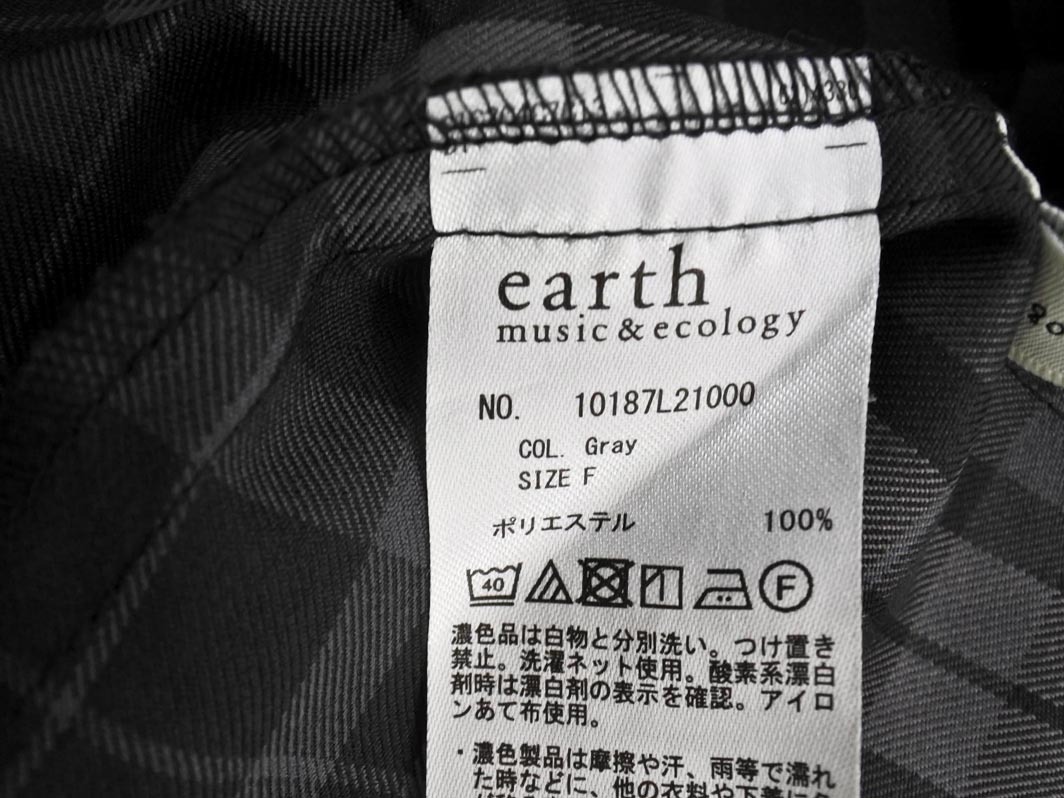 earth
music & ecology
NO. 10187L21000
COL. Gray
SIZE F
ポリエステル 100%
40
F
濃色品は白物と分別洗い。つけ置き
禁止。洗濯ネット使用。酸素系漂白
剤時は漂白剤の表示を確認。アイロ
ンあて布使用。
・濃色製品は摩擦や汗、雨等で濡れ
た時などに、他の衣料や下着に